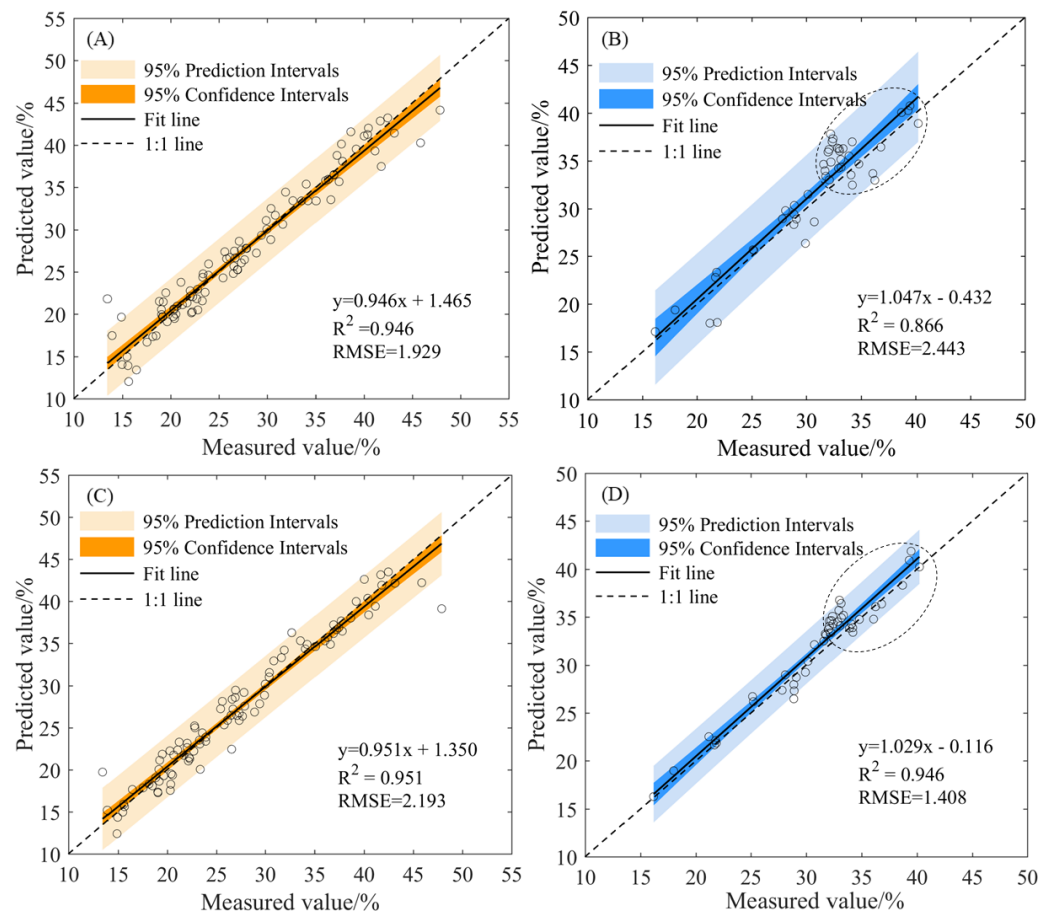 (A)
95% Prediction Intervals
95% Confidence Intervals
Fit line
1:1 line
y=0.946x + 1.465
R² =0.946
RMSE=1.929
55
50
45
40
35
30
25
20
15
10
10 15 20 25 30 35 40 45 50 55
Predicted value/%
Measured value/%
(B)
95% Prediction Intervals
95% Confidence Intervals
Fit line
1:1 line
y=1.047x - 0.432
R² = 0.866
RMSE=2.443
50
45
40
35
30
25
20
15
10
10 15 20 25 30 35 40 45 50
Predicted value/%
Measured value/%
(C)
95% Prediction Intervals
95% Confidence Intervals
Fit line
1:1 line
y=0.951x + 1.350
R² = 0.951
RMSE=2.193
55
50
45
40
35
30
25
20
15
10
10 15 20 25 30 35 40 45 50 55
Predicted value/%
Measured value/%
(D)
95% Prediction Intervals
95% Confidence Intervals
Fit line
1:1 line
y=1.029x - 0.116
R² = 0.946
RMSE=1.408
50
45
40
35
30
25
20
15
10
10 15 20 25 30 35 40 45 50
Predicted value/%
Measured value/%